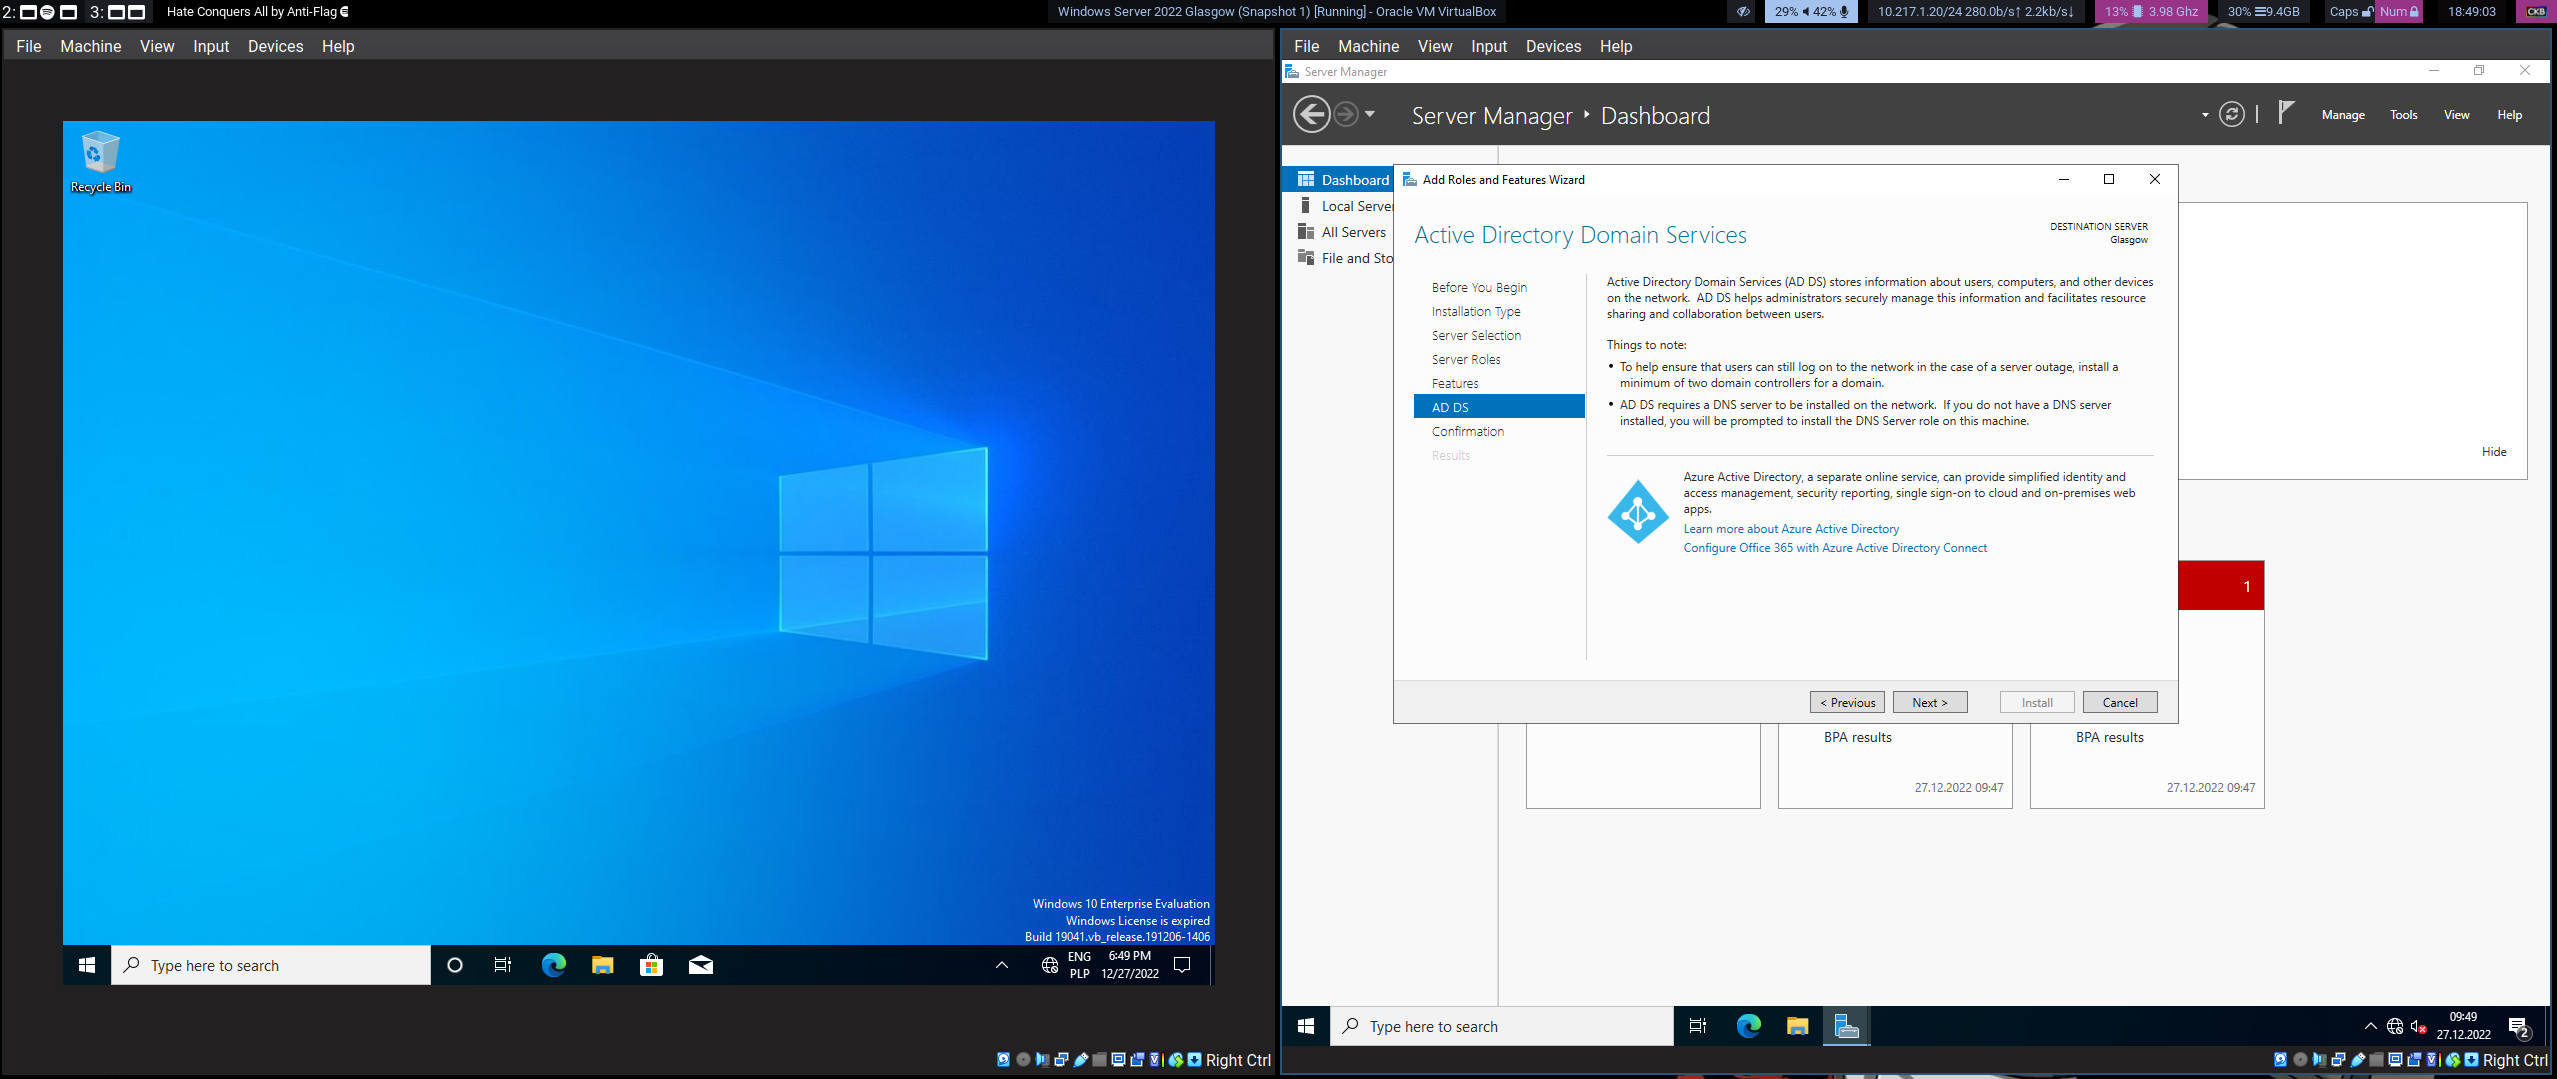 2: 3: Hate Conquers All by Anti-Flag
Windows Server 2022 Glasgow (Snapshot 1) [Running] - Oracle VM VirtualBox
29% 42% 10.217.1.20/24 280.0b/s↑ 2.2kb/s↓ 13% 3.98 Ghz 30% 9.4GB Caps Num 18:49:03 CKB
File Machine View Input Devices Help
Recycle Bin
Windows 10 Enterprise Evaluation
Windows License is expired
Build 19041.vb_release.191206-1406
Type here to search
ENG
PLP
6:49 PM
12/27/2022
Right Ctrl
File Machine View Input Devices Help
Server Manager
Server Manager Dashboard
Manage Tools View Help
Dashboard
Local Server
All Servers
File and Sto
Add Roles and Features Wizard
Active Directory Domain Services
DESTINATION SERVER
Glasgow
Before You Begin
Installation Type
Server Selection
Server Roles
Features
AD DS
Confirmation
Results
Active Directory Domain Services (AD DS) stores information about users, computers, and other devices
on the network. AD DS helps administrators securely manage this information and facilitates resource
sharing and collaboration between users.
Things to note:
• To help ensure that users can still log on to the network in the case of a server outage, install a
minimum of two domain controllers for a domain.
• AD DS requires a DNS server to be installed on the network. If you do not have a DNS server
installed, you will be prompted to install the DNS Server role on this machine.
Azure Active Directory, a separate online service, can provide simplified identity and
access management, security reporting, single sign-on to cloud and on-premises web
apps.
Learn more about Azure Active Directory
Configure Office 365 with Azure Active Directory Connect
< Previous Next > Install Cancel
Hide
1
BPA results
27.12.2022 09:47
BPA results
27.12.2022 09:47
Type here to search
09:49
27.12.2022
2
Right Ctrl